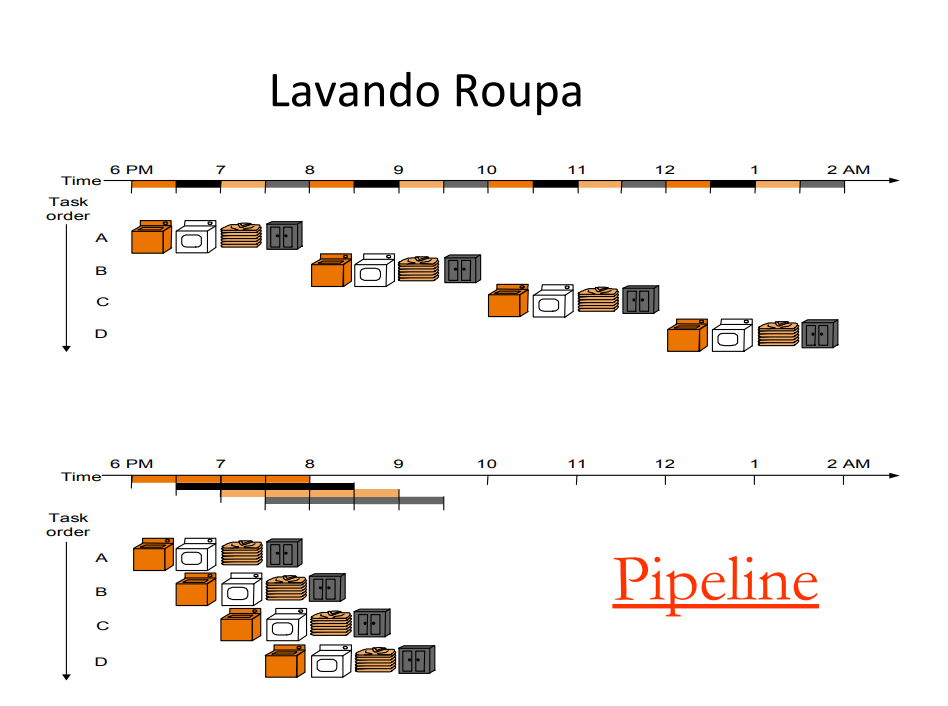 Lavando Roupa
6 PM 7 8 9 10 11 12 1 2 AM
Time
Task
order
A
B
C
D
6 PM 7 8 9 10 11 12 1 2 AM
Time
Task
order
A
B
C
D
Pipeline